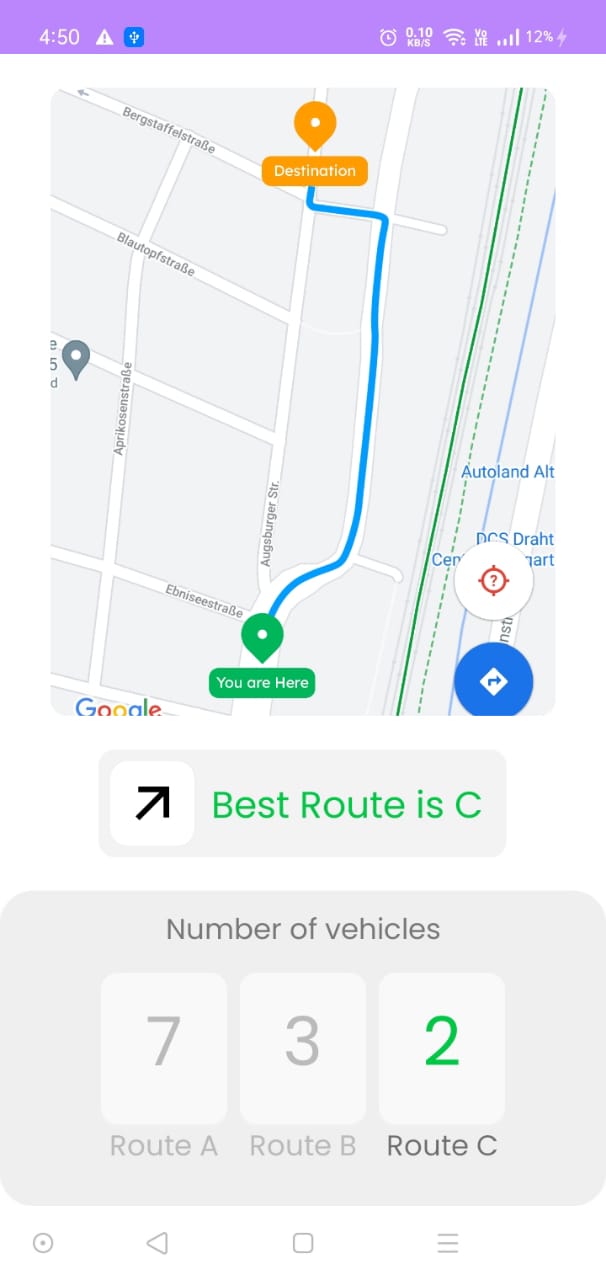 4:50
0.10
KB/S
Vo
LTE
12%
Bergstaffelstraße
Destination
Blautopfstraße
e
5
d
Aprikosenstraße
Autoland Alt
Augsburger Str.
DCS Draht
Cen
gart
?
Ebniseestraße
nstr
You are Here
Google
Best Route is C
Number of vehicles
7
3
2
Route A
Route B
Route C